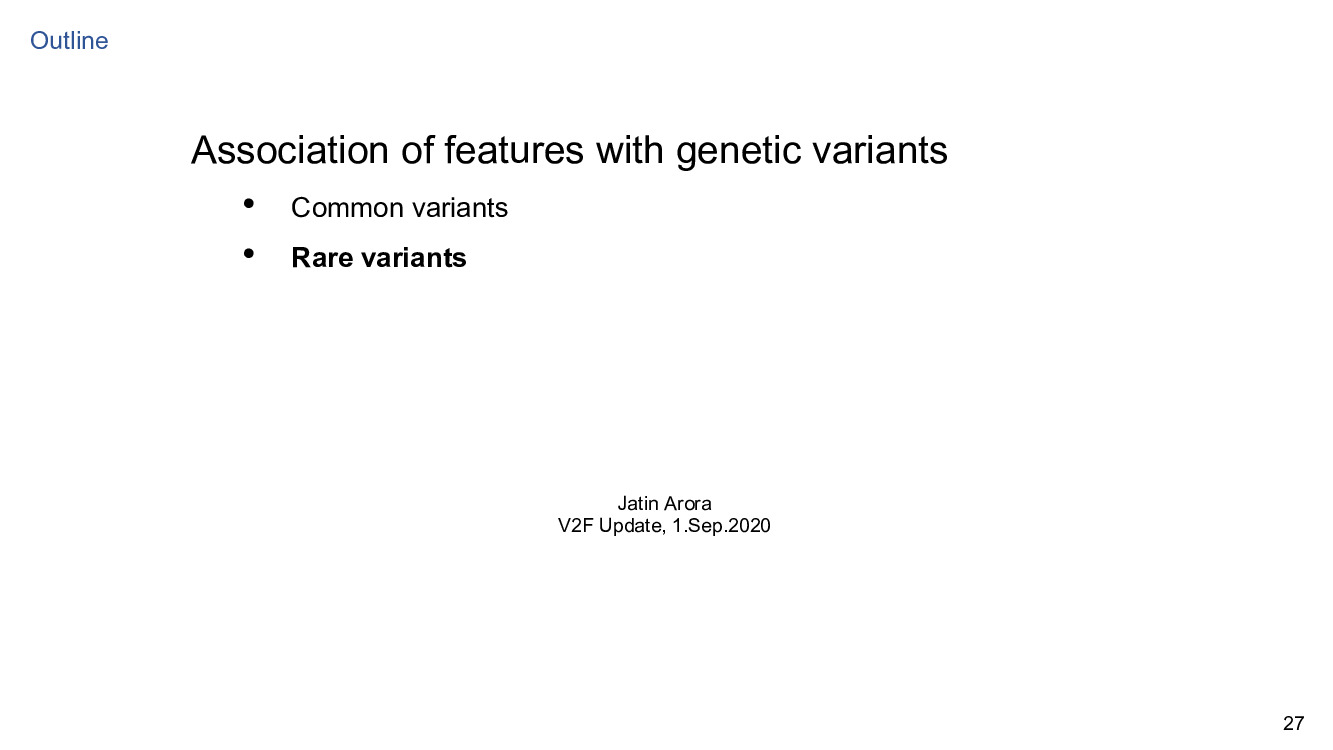 Outline
Association of features with genetic variants
• Common variants
• Rare variants
Jatin Arora
V2F Update, 1.Sep.2020
27